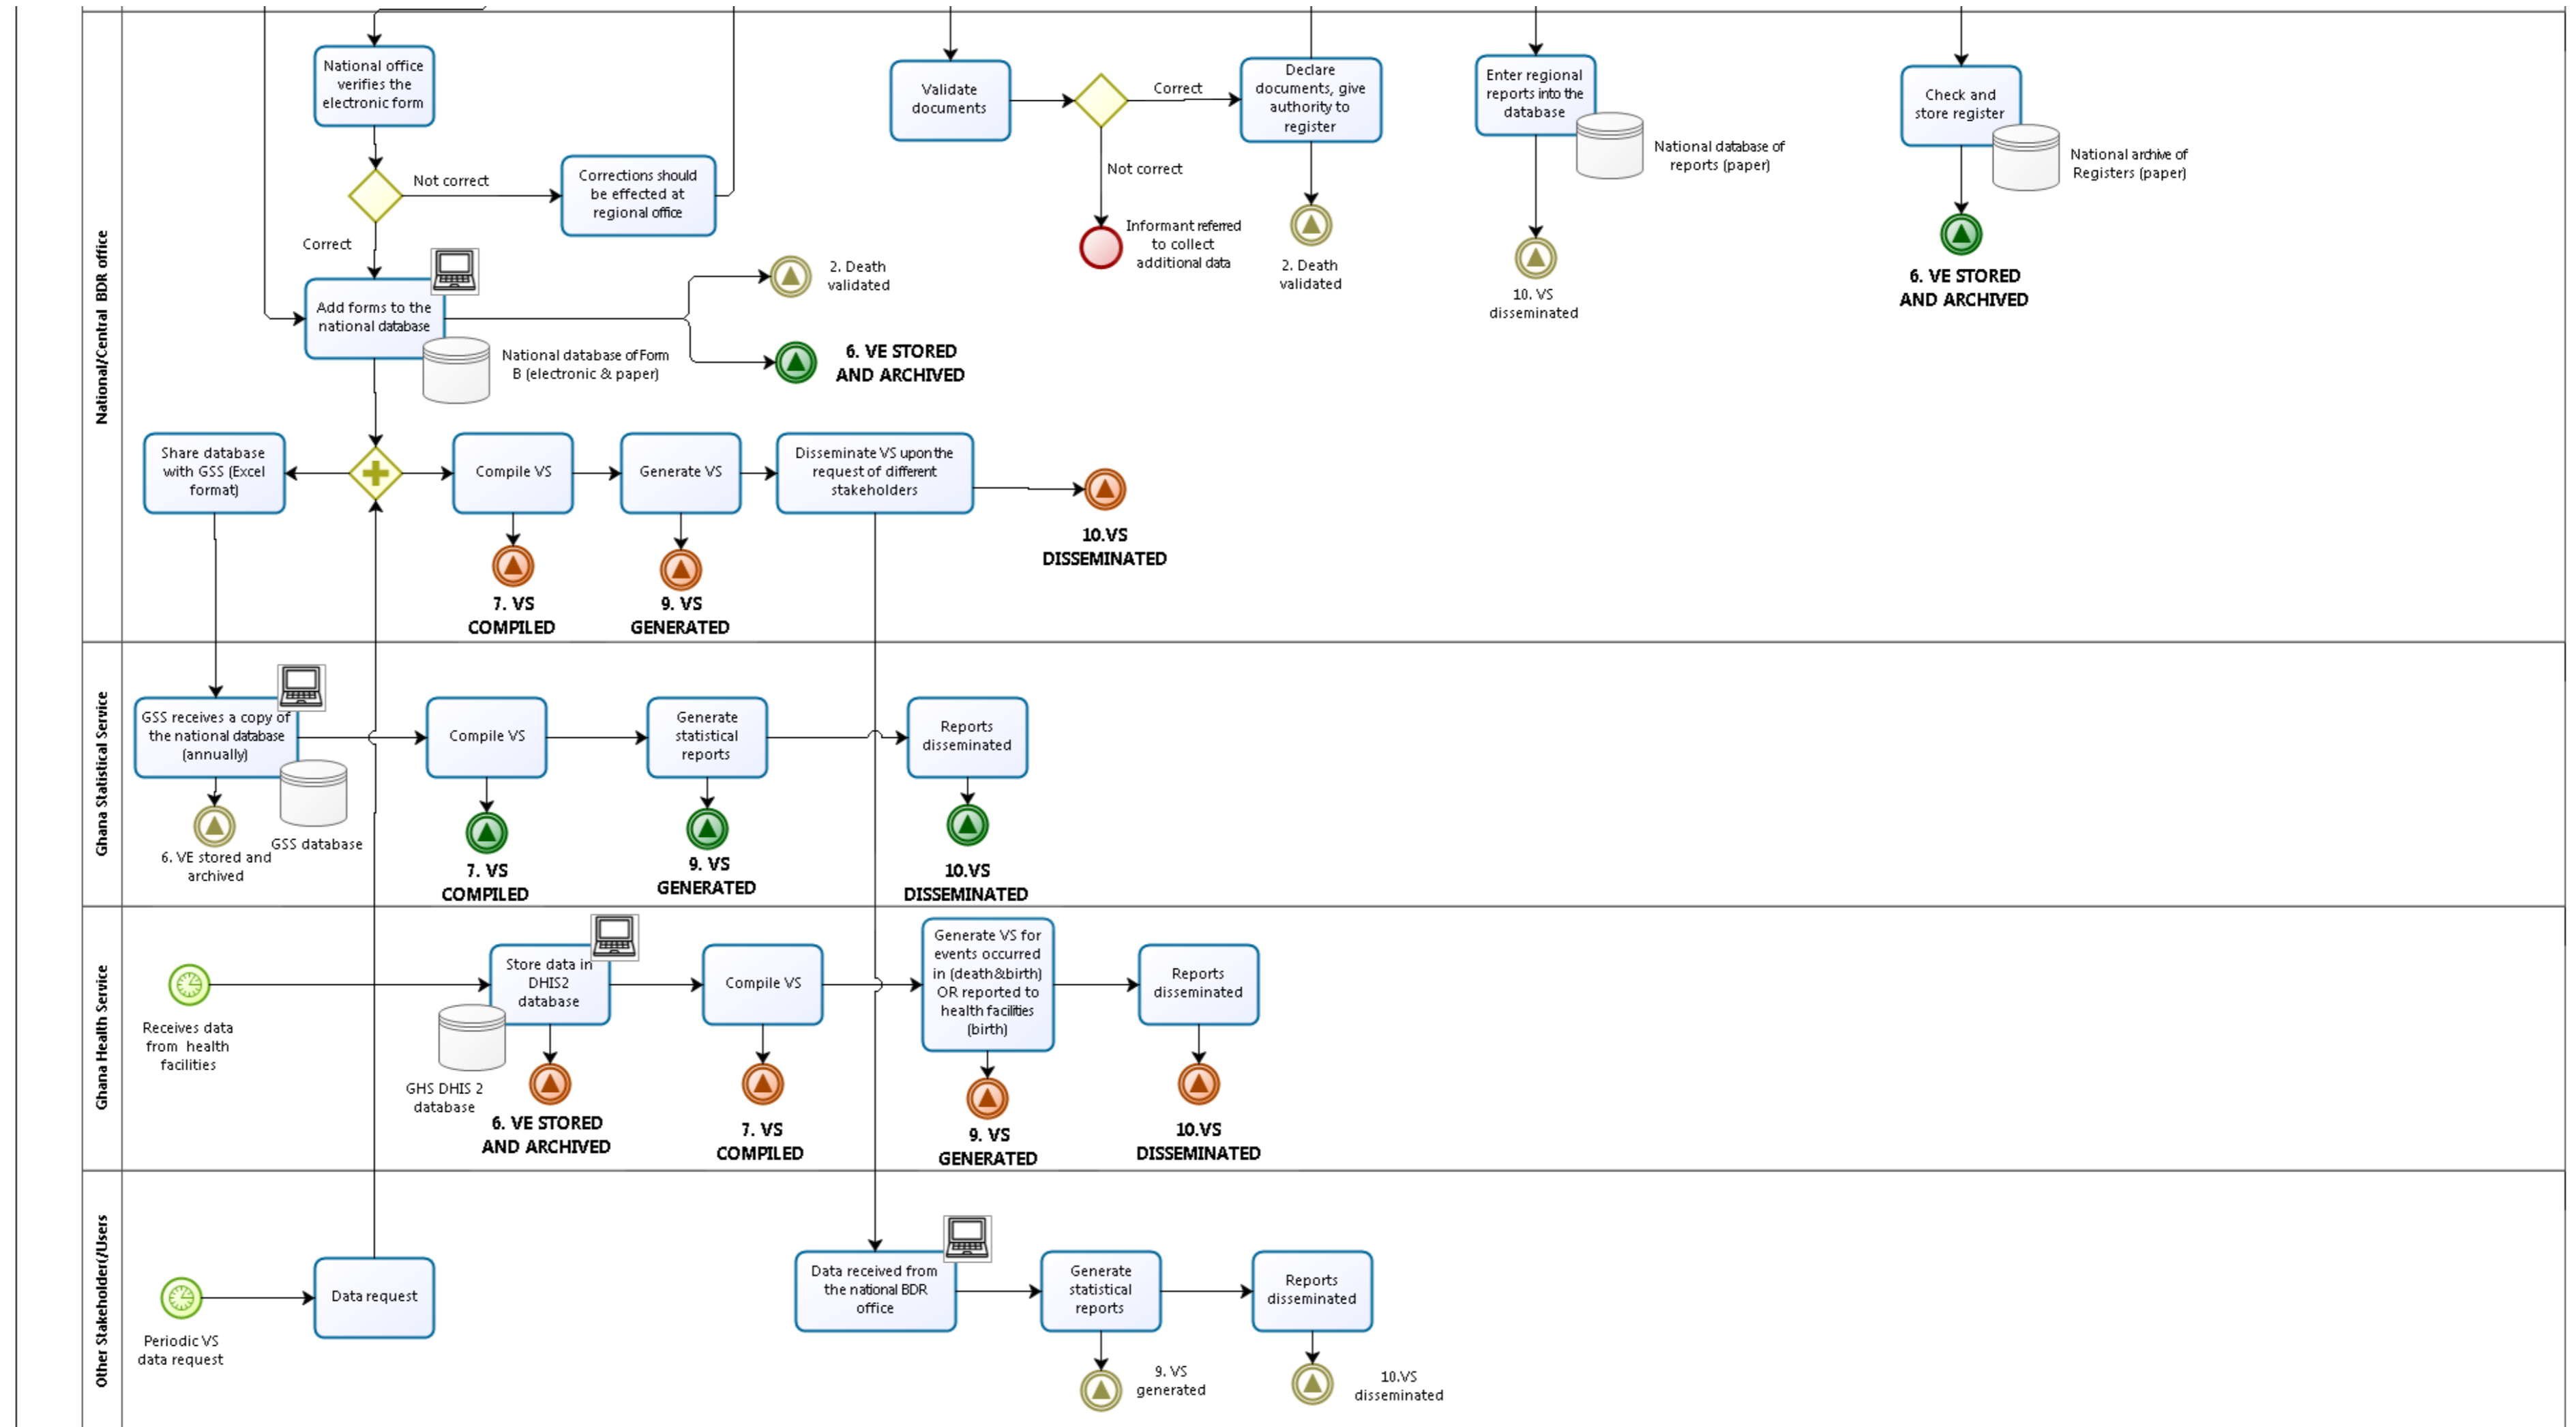 National/Central BDR office
National office
verifies the
electronic form
Not correct
Corrections should
be effected at
regional office
Correct
Add forms to the
national database
National database of Form
B (electronic & paper)
2. Death
validated
6. VE STORED
AND ARCHIVED
Validate
documents
Correct
Not correct
Informant referred
to collect
additional data
Declare
documents, give
authority to
register
2. Death
validated
Enter regional
reports into the
database
National database of
reports (paper)
10. VS
disseminated
Check and
store register
National archive of
Registers (paper)
6. VE STORED
AND ARCHIVED
Share database
with GSS (Excel
format)
Compile VS
7. VS
COMPILED
Generate VS
9. VS
GENERATED
Disseminate VS upon the
request of different
stakeholders
10.VS
DISSEMINATED
Ghana Statistical Service
GSS receives a copy of
the national database
(annually)
GSS database
6. VE stored and
archived
Compile VS
7. VS
COMPILED
Generate
statistical
reports
9. VS
GENERATED
Reports
disseminated
10.VS
DISSEMINATED
Ghana Health Service
Receives data
from health
facilities
Store data in
DHIS2
database
GHS DHIS 2
database
6. VE STORED
AND ARCHIVED
Compile VS
7. VS
COMPILED
Generate VS for
events occurred
in (death&birth)
OR reported to
health facilities
(birth)
9. VS
GENERATED
Reports
disseminated
10.VS
DISSEMINATED
Other Stakeholder(/Users
Periodic VS
data request
Data request
Data received from
the national BDR
office
Generate
statistical
reports
9. VS
generated
Reports
disseminated
10.VS
disseminated